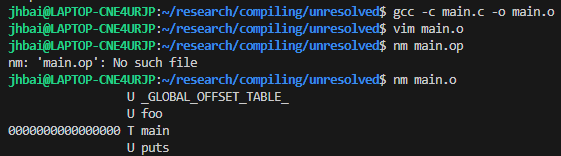 jhbai@LAPTOP-CNE4URJP:~/research/compiling/unresolved$ gcc -c main.c -o main.o
jhbai@LAPTOP-CNE4URJP:~/research/compiling/unresolved$ vim main.o
jhbai@LAPTOP-CNE4URJP:~/research/compiling/unresolved$ nm main.op
nm: 'main.op': No such file
jhbai@LAPTOP-CNE4URJP:~/research/compiling/unresolved$ nm main.o
                 U _GLOBAL_OFFSET_TABLE_
                 U foo
0000000000000000 T main
                 U puts